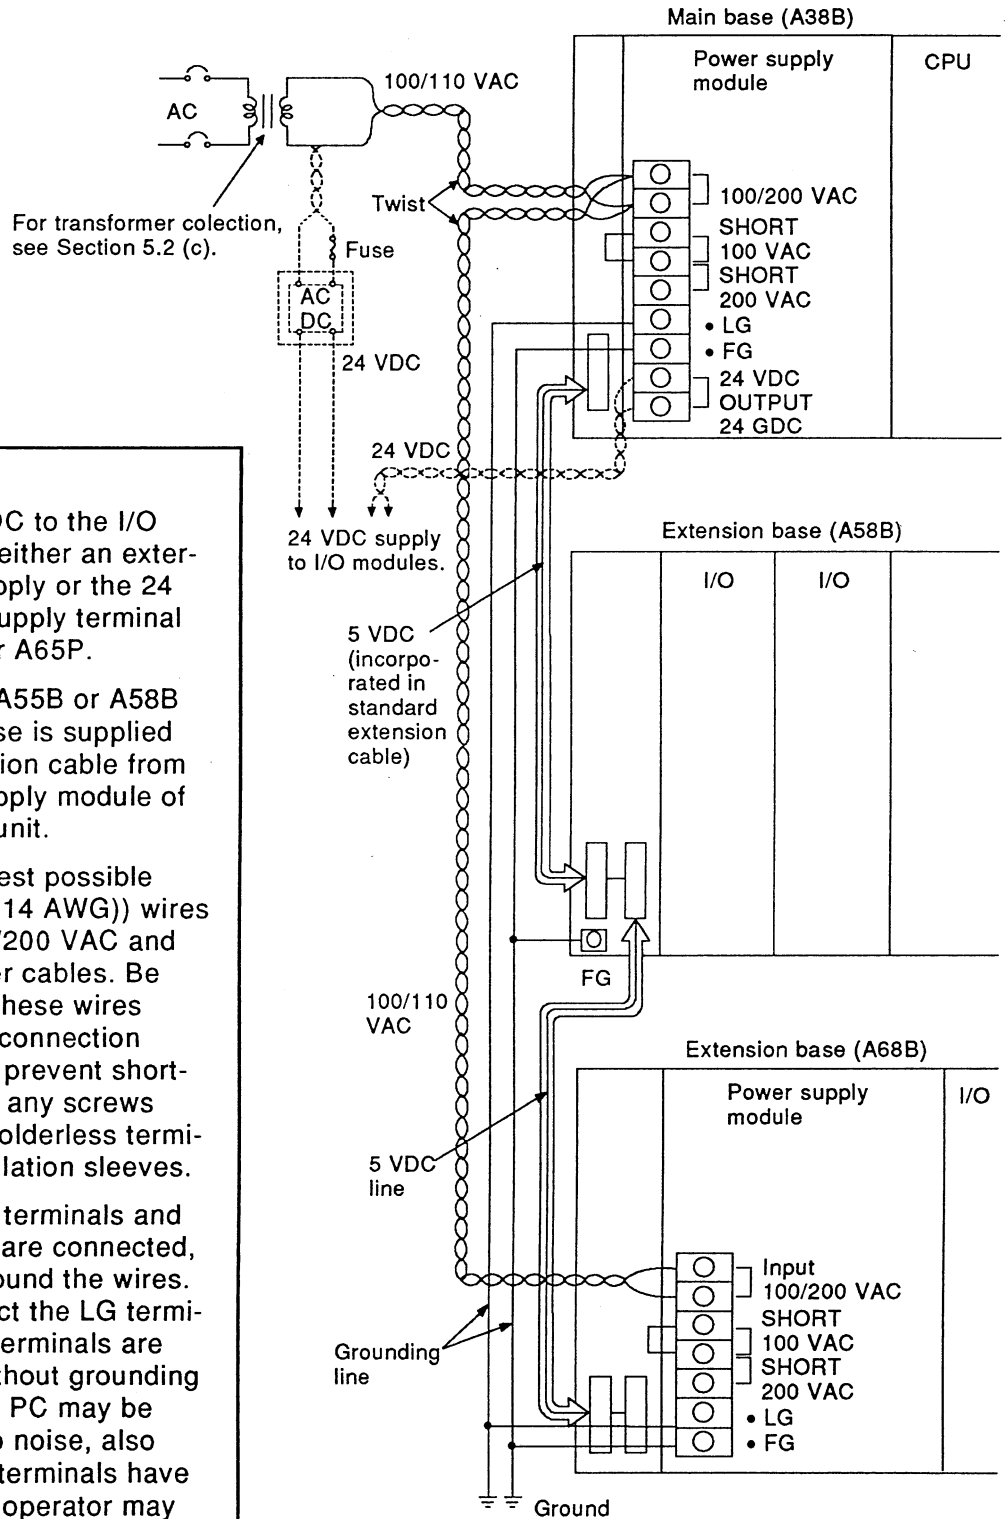 Main base (A38B)
Power supply
module
CPU
100/110 VAC
AC
Twist
For transformer colection,
see Section 5.2 (c).
Fuse
AC
DC
24 VDC
100/200 VAC
SHORT
100 VAC
SHORT
200 VAC
• LG
• FG
24 VDC
OUTPUT
24 GDC
24 VDC
24 VDC supply
to I/O modules.
Extension base (A58B)
I/O
I/O
5 VDC
(incorpo-
rated in
standard
extension
cable)
FG
100/110
VAC
Extension base (A68B)
Power supply
module
I/O
5 VDC
line
Input
100/200 VAC
SHORT
100 VAC
SHORT
200 VAC
• LG
• FG
Grounding
line
Ground
DC to the I/O
either an exter-
pply or the 24
upply terminal
r A65P.
A55B or A58B
se is supplied
ion cable from
pply module of
unit.
est possible
14 AWG)) wires
/200 VAC and
er cables. Be
hese wires
connection
prevent short-
any screws
olderless termi-
lation sleeves.
terminals and
are connected,
ound the wires.
ct the LG termi-
erminals are
thout grounding
PC may be
o noise, also
terminals have
operator may